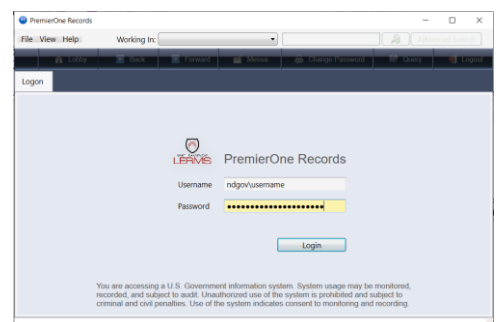 PremierOne Records
File View Help Working In: Advanced Search
Lobby Back Forward Menus Change Password Query Logout
Logon
LERMS PremierOne Records
Username ndgov\username
Password ••••••••••••••••••••••
Login
You are accessing a U.S. Government information system. System usage may be monitored,
recorded, and subject to audit. Unauthorized use of the system is prohibited and subject to
criminal and civil penalties. Use of the system indicates consent to monitoring and recording.